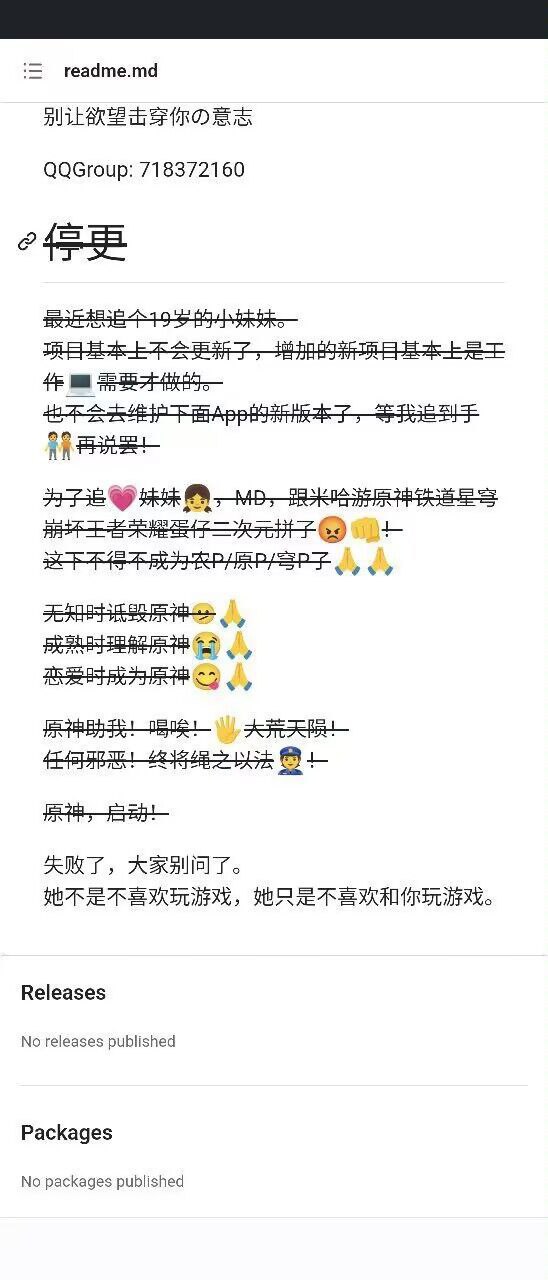 readme.md
别让欲望击穿你の意志
QQGroup: 718372160
停更
最近想追个19岁的小妹妹。
项目基本上不会更新了，增加的新项目基本上是工
作💻需要才做的。
也不会去维护下面App的新版本了，等我追到手
🧑‍🤝‍🧑再说罢！
为了追💗妹妹👧，MD，跟米哈游原神铁道星穹
崩坏王者荣耀蛋仔二次元拼了😡👊！
这下不得不成为农P/原P/穹P子🙏🙏
无知时诋毁原神🫡🙏
成熟时理解原神😭🙏
恋爱时成为原神😋🙏
原神助我！喝唉！🖐大荒天陨！
任何邪恶！终将绳之以法👮！
原神，启动！
失败了，大家别问了。
她不是不喜欢玩游戏，她只是不喜欢和你玩游戏。
Releases
No releases published
Packages
No packages published